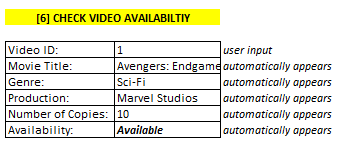 [6] CHECK VIDEO AVAILABILTIY
Video ID: 1 user input
Movie Title: Avengers: Endgame automatically appears
Genre: Sci-Fi automatically appears
Production: Marvel Studios automatically appears
Number of Copies: 10 automatically appears
Availability: Available automatically appears